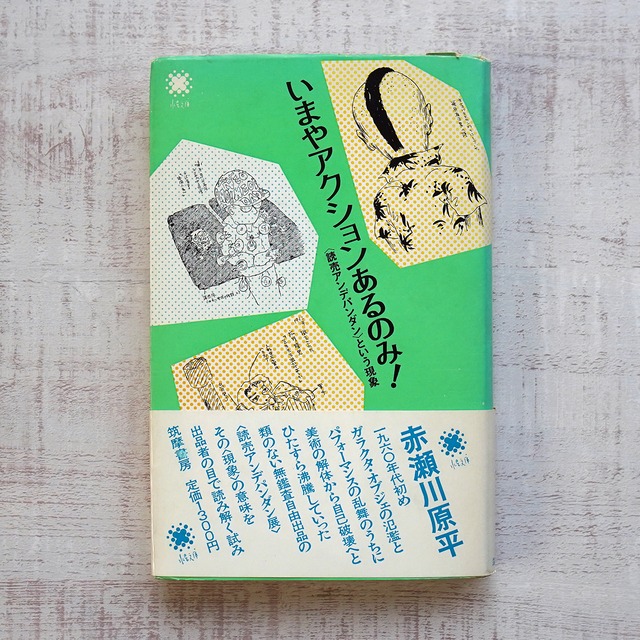 いまやアクションあるのみ！
〈読売アンデパンダン〉という現象
赤瀬川原平
一九六〇年代初め
ガラクタ・オブジェの氾濫と
パフォーマンスの乱舞のうちに
美術の解体から自己破壊へと
ひたすら沸騰していった
類のない無鑑査自由出品の
〈読売アンデパンダン展〉
その〈現象〉の意味を
出品者の目で読み解く試み
筑摩書房　定価1300円